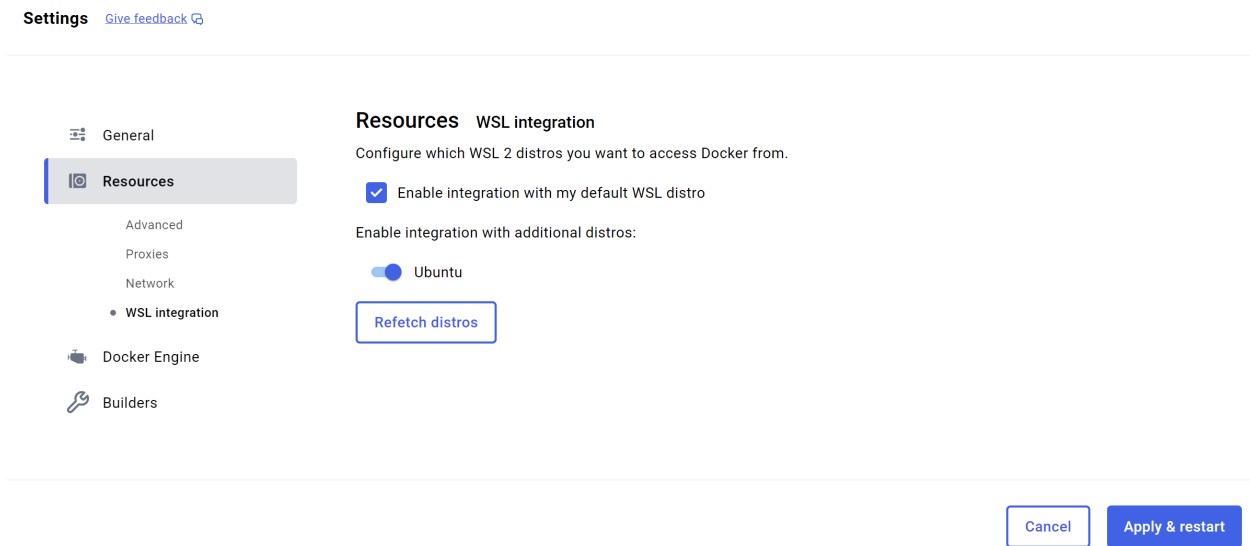 Settings Give feedback
General
Resources
Advanced
Proxies
Network
WSL integration
Docker Engine
Builders
Resources WSL integration
Configure which WSL 2 distros you want to access Docker from.
Enable integration with my default WSL distro
Enable integration with additional distros:
Ubuntu
Refetch distros
Cancel Apply & restart